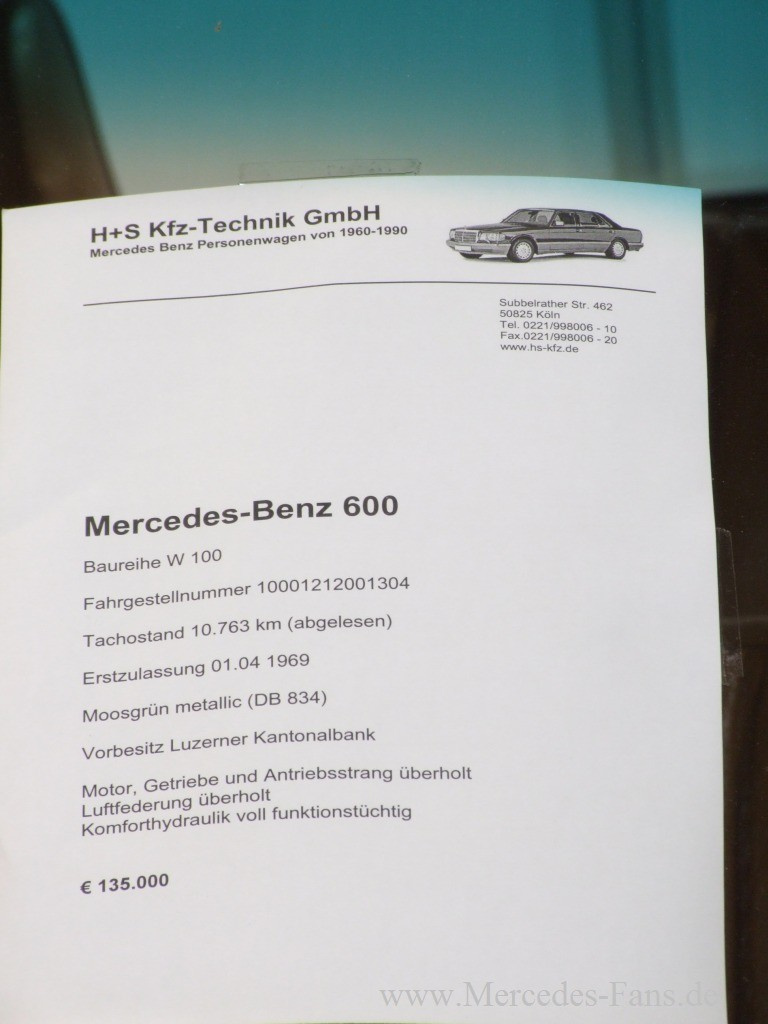 H+S Kfz-Technik GmbH
Mercedes Benz Personenwagen von 1960-1990
Subbelrather Str. 462
50825 Köln
Tel. 0221/998006 - 10
Fax.0221/998006 - 20
www.hs-kfz.de
Mercedes-Benz 600
Baureihe W 100
Fahrgestellnummer 10001212001304
Tachostand 10.763 km (abgelesen)
Erstzulassung 01.04 1969
Moosgrün metallic (DB 834)
Vorbesitz Luzerner Kantonalbank
Motor, Getriebe und Antriebsstrang überholt
Luftfederung überholt
Komforthydraulik voll funktionstüchtig
€ 135.000
www.Mercedes-Fans.de